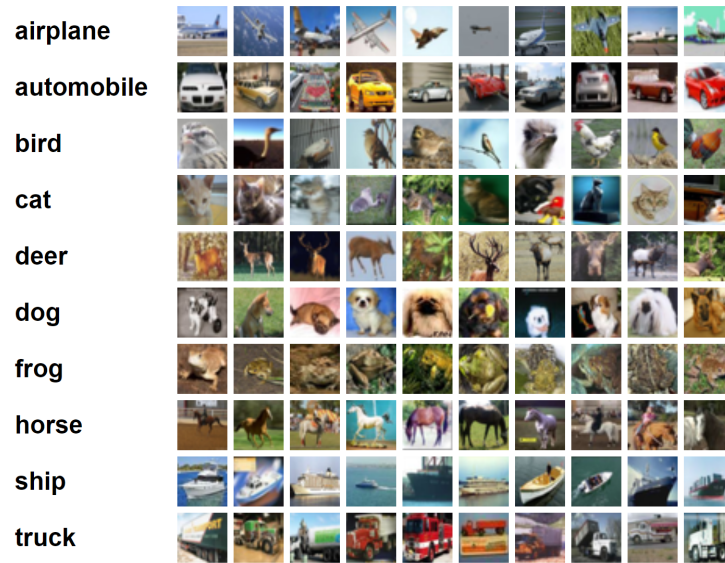 airplane
automobile
bird
cat
deer
dog
frog
horse
ship
truck